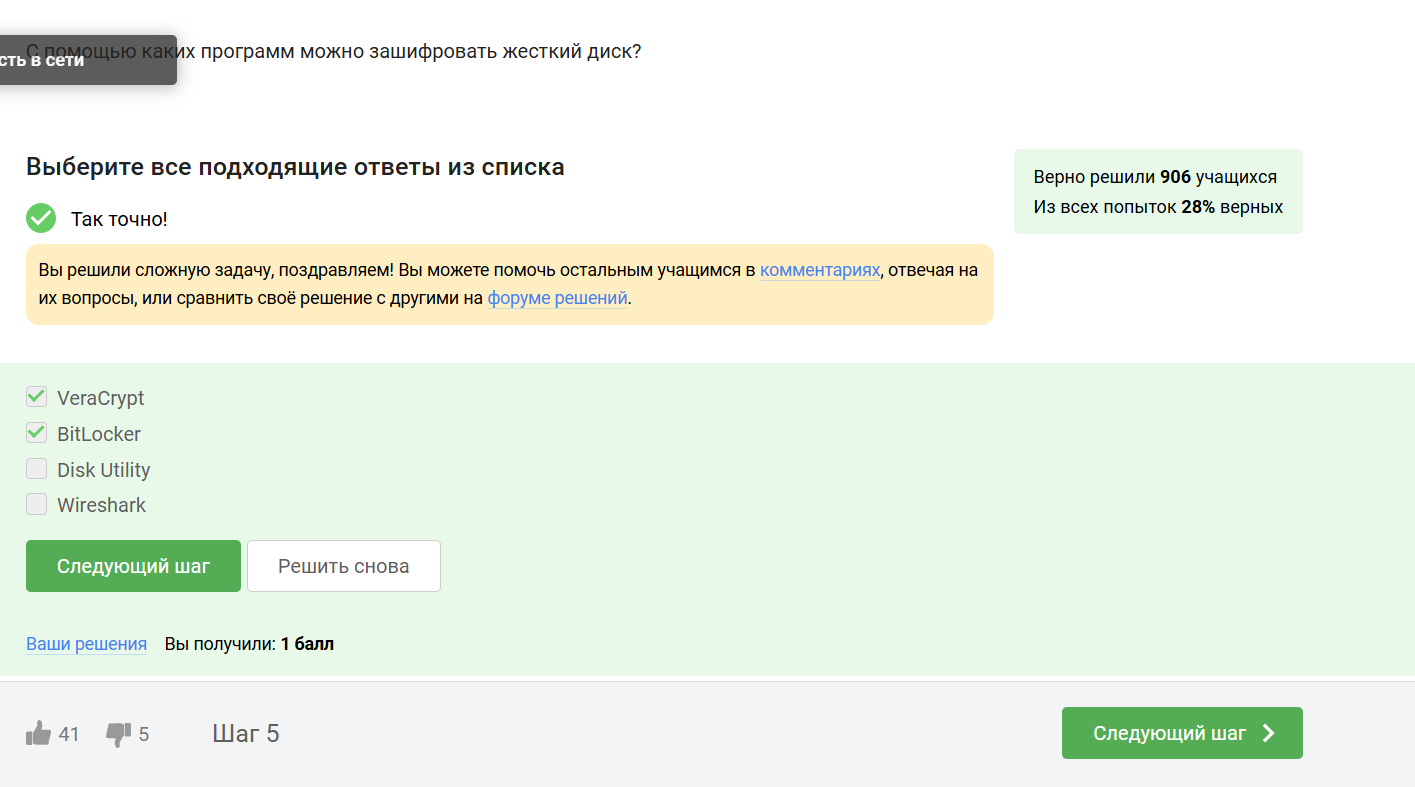 С помощью каких программ можно зашифровать жесткий диск?
сть в сети
Выберите все подходящие ответы из списка
Верно решили 906 учащихся
Из всех попыток 28% верных
Так точно!
Вы решили сложную задачу, поздравляем! Вы можете помочь остальным учащимся в комментариях, отвечая на
их вопросы, или сравнить своё решение с другими на форуме решений.
VeraCrypt
BitLocker
Disk Utility
Wireshark
Следующий шаг
Решить снова
Ваши решения Вы получили: 1 балл
41 5 Шаг 5
Следующий шаг